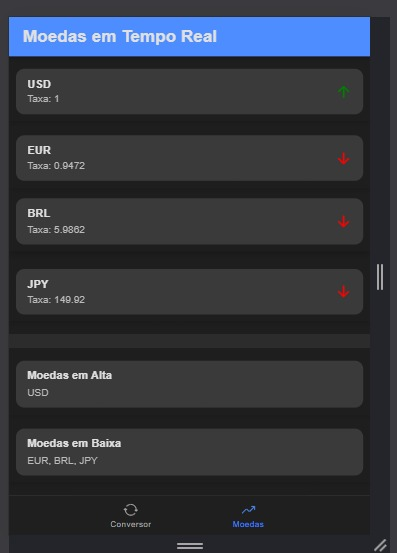 Moedas em Tempo Real
USD
Taxa: 1
EUR
Taxa: 0.9472
BRL
Taxa: 5.9862
JPY
Taxa: 149.92
Moedas em Alta
USD
Moedas em Baixa
EUR, BRL, JPY
Conversor
Moedas